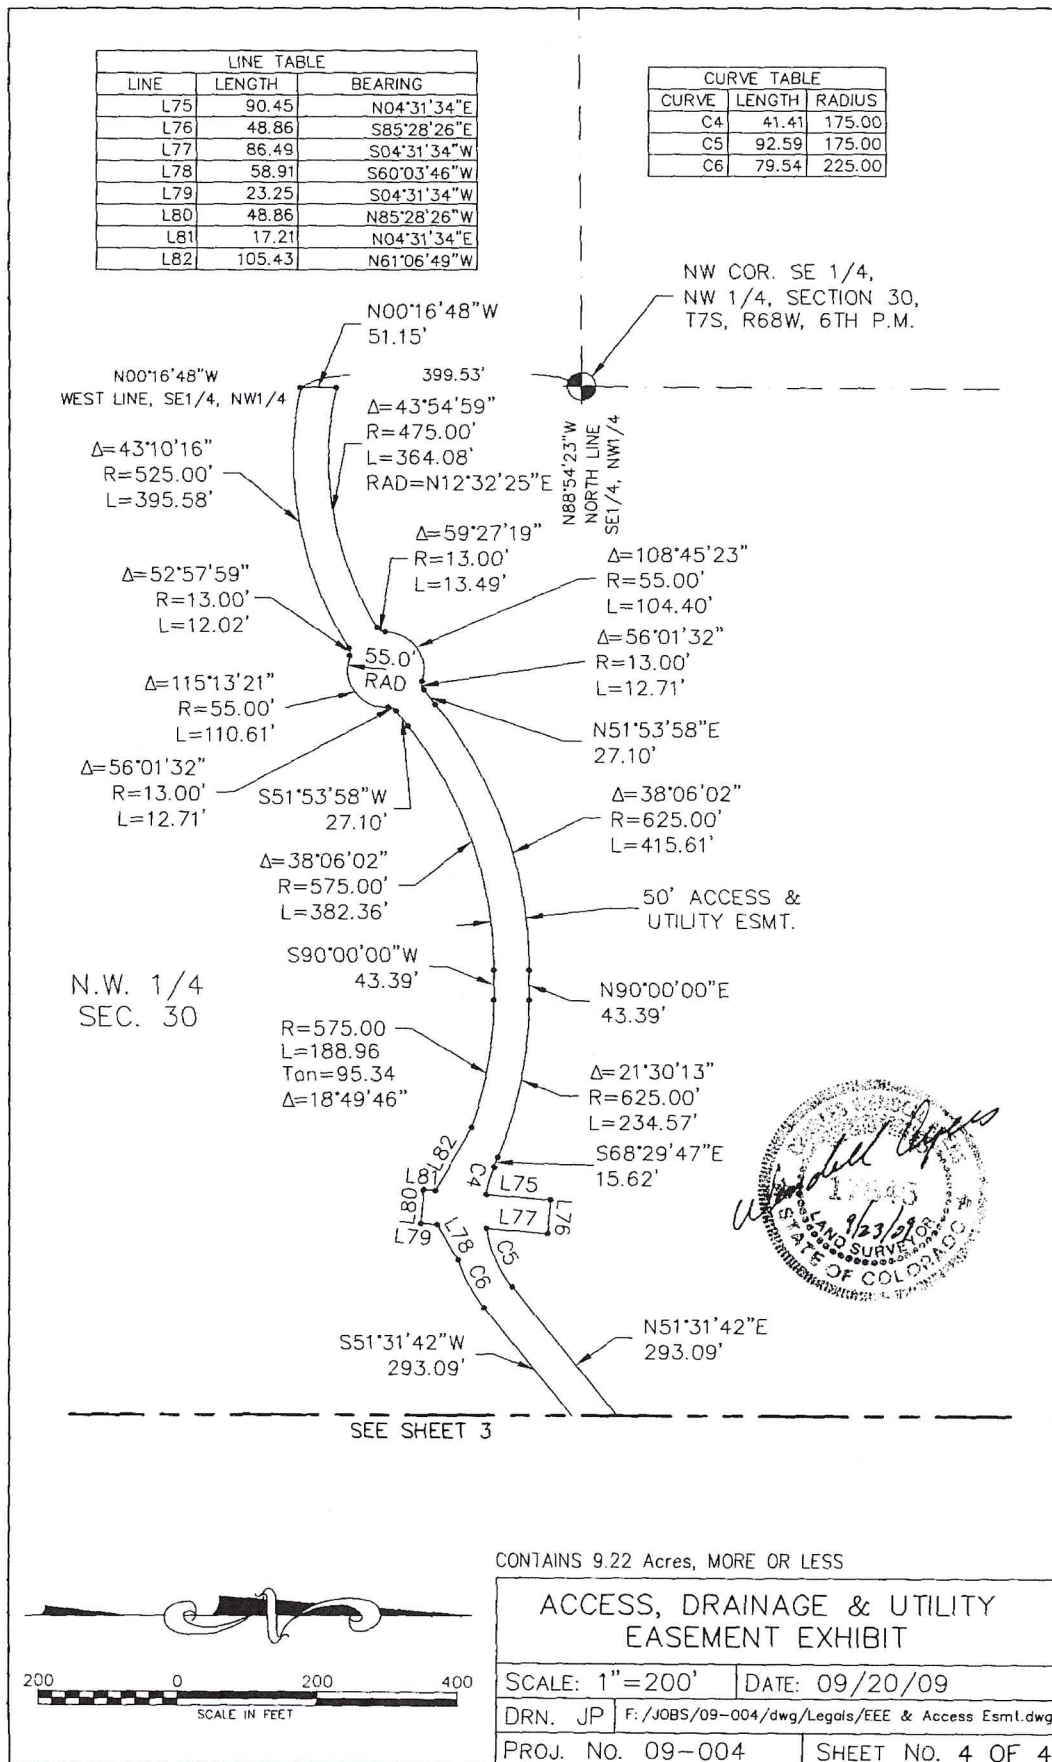 LINE TABLE
LINE LENGTH BEARING
L75 90.45 N04°31'34"E
L76 48.86 S85°28'26"E
L77 86.49 S04°31'34"W
L78 58.91 S60°03'46"W
L79 23.25 S04°31'34"W
L80 48.86 N85°28'26"W
L81 17.21 N04°31'34"E
L82 105.43 N61°06'49"W
CURVE TABLE
CURVE LENGTH RADIUS
C4 41.41 175.00
C5 92.59 175.00
C6 79.54 225.00
NW COR. SE 1/4,
NW 1/4, SECTION 30,
T7S, R68W, 6TH P.M.
N00°16'48"W
51.15'
N00°16'48"W
WEST LINE, SE1/4, NW1/4
399.53'
Δ=43°54'59"
R=475.00'
L=364.08'
RAD=N12°32'25"E
N88°54'23"W
NORTH LINE
SE1/4, NW1/4
Δ=43°10'16"
R=525.00'
L=395.58'
Δ=59°27'19"
R=13.00'
L=13.49'
Δ=108°45'23"
R=55.00'
L=104.40'
Δ=52°57'59"
R=13.00'
L=12.02'
55.0'
RAD
Δ=56°01'32"
R=13.00'
L=12.71'
Δ=115°13'21"
R=55.00'
L=110.61'
N51°53'58"E
27.10'
Δ=56°01'32"
R=13.00'
L=12.71'
S51°53'58"W
27.10'
Δ=38°06'02"
R=625.00'
L=415.61'
Δ=38°06'02"
R=575.00'
L=382.36'
50' ACCESS &
UTILITY ESMT.
S90°00'00"W
43.39'
N.W. 1/4
SEC. 30
N90°00'00"E
43.39'
R=575.00
L=188.96
Tan=95.34
Δ=18°49'46"
Δ=21°30'13"
R=625.00'
L=234.57'
S68°29'47"E
15.62'
L82
C4
L81
L75
L80
L76
L77
L79
L78
C5
C6
9/23/09
LAND SURVEYOR
STATE OF COLORADO
S51°31'42"W
293.09'
N51°31'42"E
293.09'
SEE SHEET 3
CONTAINS 9.22 Acres, MORE OR LESS
200 0 200 400
SCALE IN FEET
ACCESS, DRAINAGE & UTILITY
EASEMENT EXHIBIT
SCALE: 1"=200' DATE: 09/20/09
DRN. JP F:/JOBS/09-004/dwg/Legals/EEE & Access Esmt.dwg
PROJ. NO. 09-004 SHEET NO. 4 OF 4